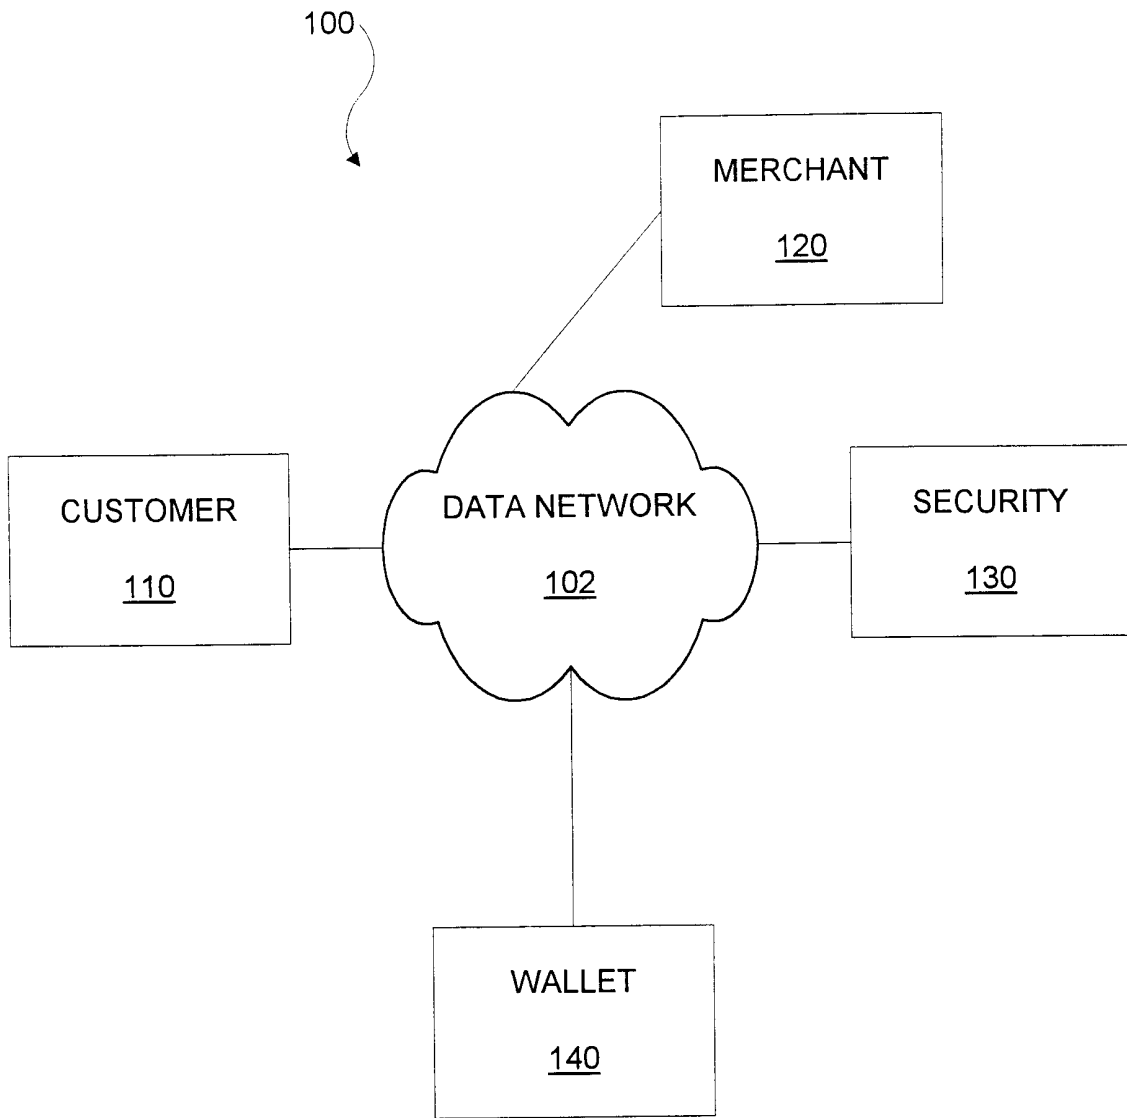 100
MERCHANT
120
CUSTOMER
110
DATA NETWORK
102
SECURITY
130
WALLET
140